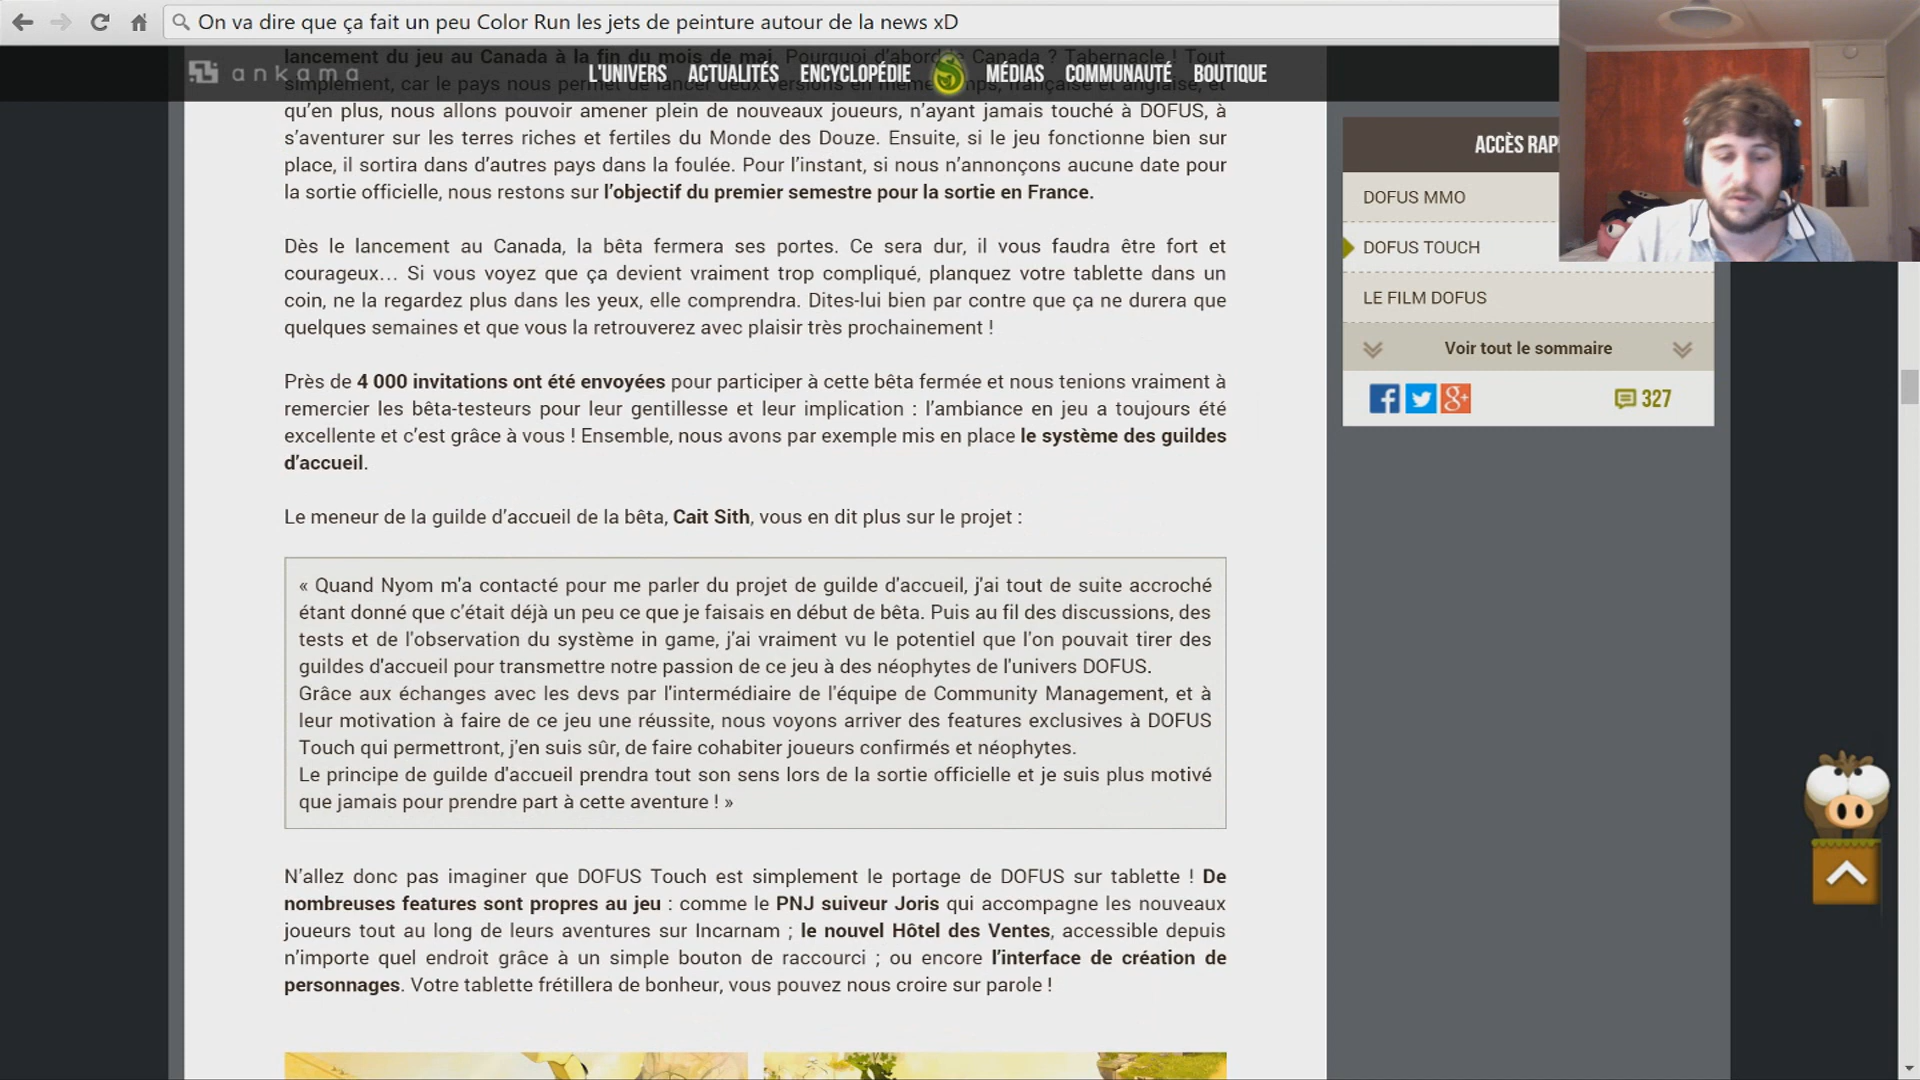 On va dire que ça fait un peu Color Run les jets de peinture autour de la news xD
ankama
L'UNIVERS ACTUALITÉS ENCYCLOPÉDIE MÉDIAS COMMUNAUTÉ BOUTIQUE
lancement du jeu au Canada à la fin du mois de mai. Pourquoi d'abord le Canada ? Tabernacle ! Tout
simplement, car le pays nous permet de lancer deux versions en même temps, française et anglaise, et
qu'en plus, nous allons pouvoir amener plein de nouveaux joueurs, n'ayant jamais touché à DOFUS, à
s'aventurer sur les terres riches et fertiles du Monde des Douze. Ensuite, si le jeu fonctionne bien sur
place, il sortira dans d'autres pays dans la foulée. Pour l'instant, si nous n'annonçons aucune date pour
la sortie officielle, nous restons sur l'objectif du premier semestre pour la sortie en France.
Dès le lancement au Canada, la bêta fermera ses portes. Ce sera dur, il vous faudra être fort et
courageux… Si vous voyez que ça devient vraiment trop compliqué, planquez votre tablette dans un
coin, ne la regardez plus dans les yeux, elle comprendra. Dites-lui bien par contre que ça ne durera que
quelques semaines et que vous la retrouverez avec plaisir très prochainement !
Près de 4 000 invitations ont été envoyées pour participer à cette bêta fermée et nous tenions vraiment à
remercier les bêta-testeurs pour leur gentillesse et leur implication : l'ambiance en jeu a toujours été
excellente et c'est grâce à vous ! Ensemble, nous avons par exemple mis en place le système des guildes
d'accueil.
Le meneur de la guilde d'accueil de la bêta, Cait Sith, vous en dit plus sur le projet :
« Quand Nyom m'a contacté pour me parler du projet de guilde d'accueil, j'ai tout de suite accroché
étant donné que c'était déjà un peu ce que je faisais en début de bêta. Puis au fil des discussions, des
tests et de l'observation du système in game, j'ai vraiment vu le potentiel que l'on pouvait tirer des
guildes d'accueil pour transmettre notre passion de ce jeu à des néophytes de l'univers DOFUS.
Grâce aux échanges avec les devs par l'intermédiaire de l'équipe de Community Management, et à
leur motivation à faire de ce jeu une réussite, nous voyons arriver des features exclusives à DOFUS
Touch qui permettront, j'en suis sûr, de faire cohabiter joueurs confirmés et néophytes.
Le principe de guilde d'accueil prendra tout son sens lors de la sortie officielle et je suis plus motivé
que jamais pour prendre part à cette aventure ! »
N'allez donc pas imaginer que DOFUS Touch est simplement le portage de DOFUS sur tablette ! De
nombreuses features sont propres au jeu : comme le PNJ suiveur Joris qui accompagne les nouveaux
joueurs tout au long de leurs aventures sur Incarnam ; le nouvel Hôtel des Ventes, accessible depuis
n'importe quel endroit grâce à un simple bouton de raccourci ; ou encore l'interface de création de
personnages. Votre tablette frétillera de bonheur, vous pouvez nous croire sur parole !
ACCÈS RAP
DOFUS MMO
DOFUS TOUCH
LE FILM DOFUS
Voir tout le sommaire
327